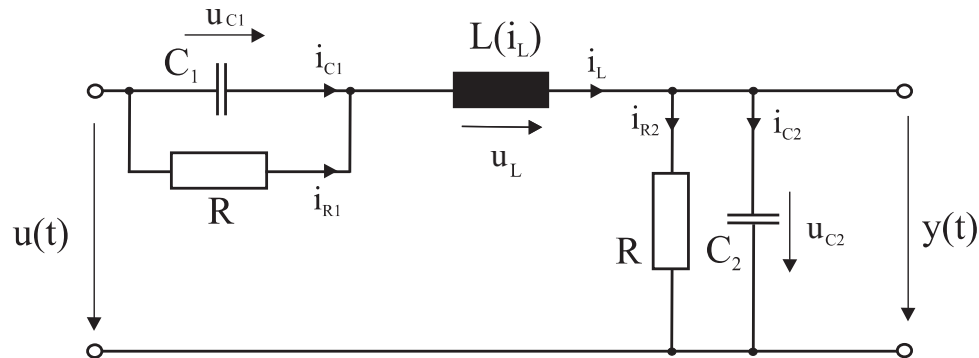 u_C1
L(i_L)
C_1
i_C1
i_L
i_R2
i_C2
u_L
R
i_R1
u(t)
R
C_2
u_C2
y(t)